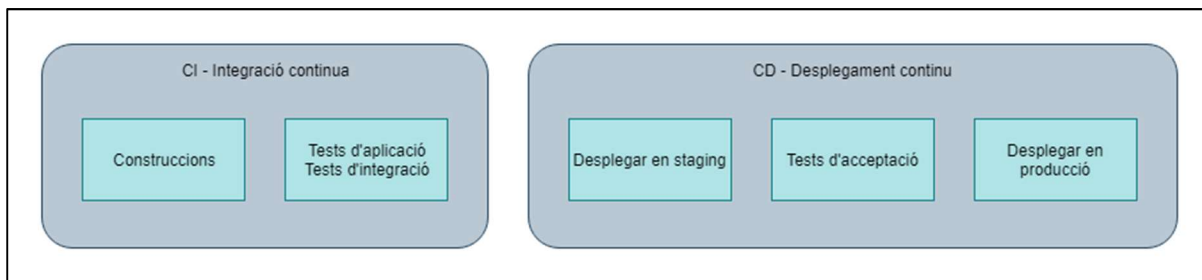 CI - Integració continua
Construccions
Tests d'aplicació
Tests d'integració
CD - Desplegament continu
Desplegar en staging
Tests d'acceptació
Desplegar en
producció